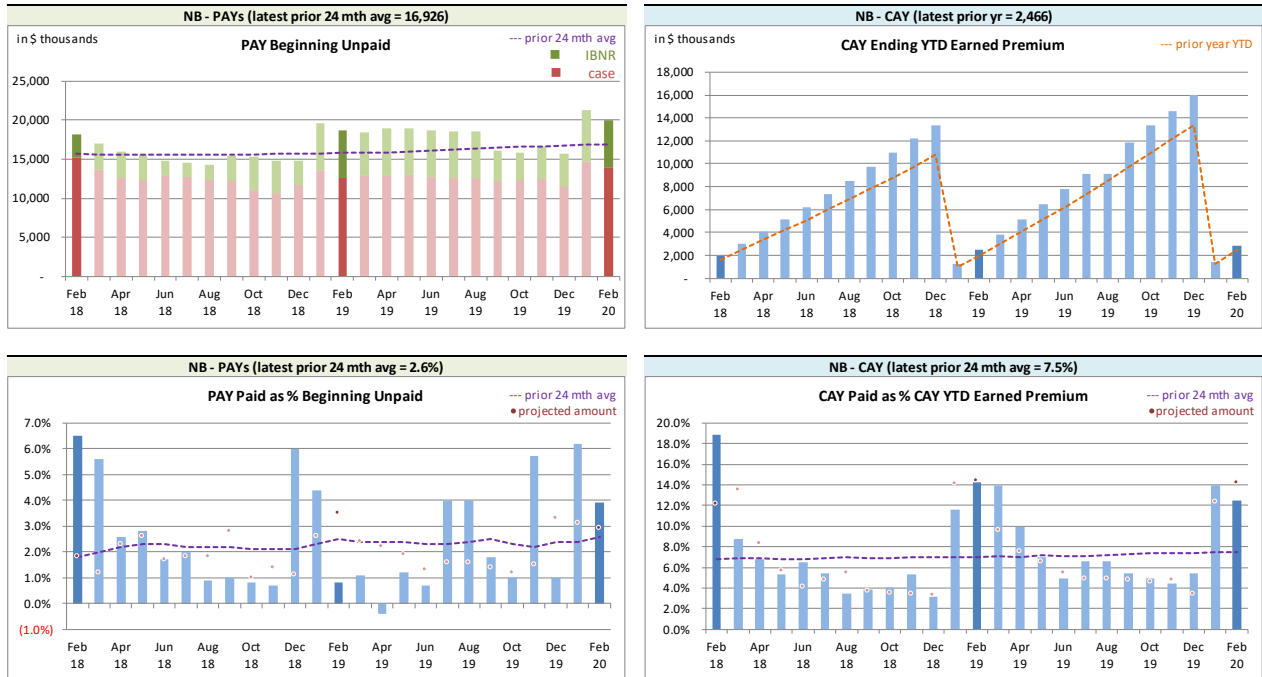 NB - PAYs (latest prior 24 mth avg = 16,926)
in $ thousands
PAY Beginning Unpaid
--- prior 24 mth avg
IBNR
case
25,000
20,000
15,000
10,000
5,000
-
Feb Apr Jun Aug Oct Dec Feb Apr Jun Aug Oct Dec Feb
18 18 18 18 18 18 19 19 19 19 19 19 20
NB - CAY (latest prior yr = 2,466)
in $ thousands
CAY Ending YTD Earned Premium
--- prior year YTD
18,000
16,000
14,000
12,000
10,000
8,000
6,000
4,000
2,000
-
Feb Apr Jun Aug Oct Dec Feb Apr Jun Aug Oct Dec Feb
18 18 18 18 18 18 19 19 19 19 19 19 20
NB - PAYs (latest prior 24 mth avg = 2.6%)
PAY Paid as % Beginning Unpaid
--- prior 24 mth avg
projected amount
7.0%
6.0%
5.0%
4.0%
3.0%
2.0%
1.0%
0.0%
(1.0%)
Feb Apr Jun Aug Oct Dec Feb Apr Jun Aug Oct Dec Feb
18 18 18 18 18 18 19 19 19 19 19 19 20
NB - CAY (latest prior 24 mth avg = 7.5%)
CAY Paid as % CAY YTD Earned Premium
--- prior 24 mth avg
projected amount
20.0%
18.0%
16.0%
14.0%
12.0%
10.0%
8.0%
6.0%
4.0%
2.0%
0.0%
Feb Apr Jun Aug Oct Dec Feb Apr Jun Aug Oct Dec Feb
18 18 18 18 18 18 19 19 19 19 19 19 20